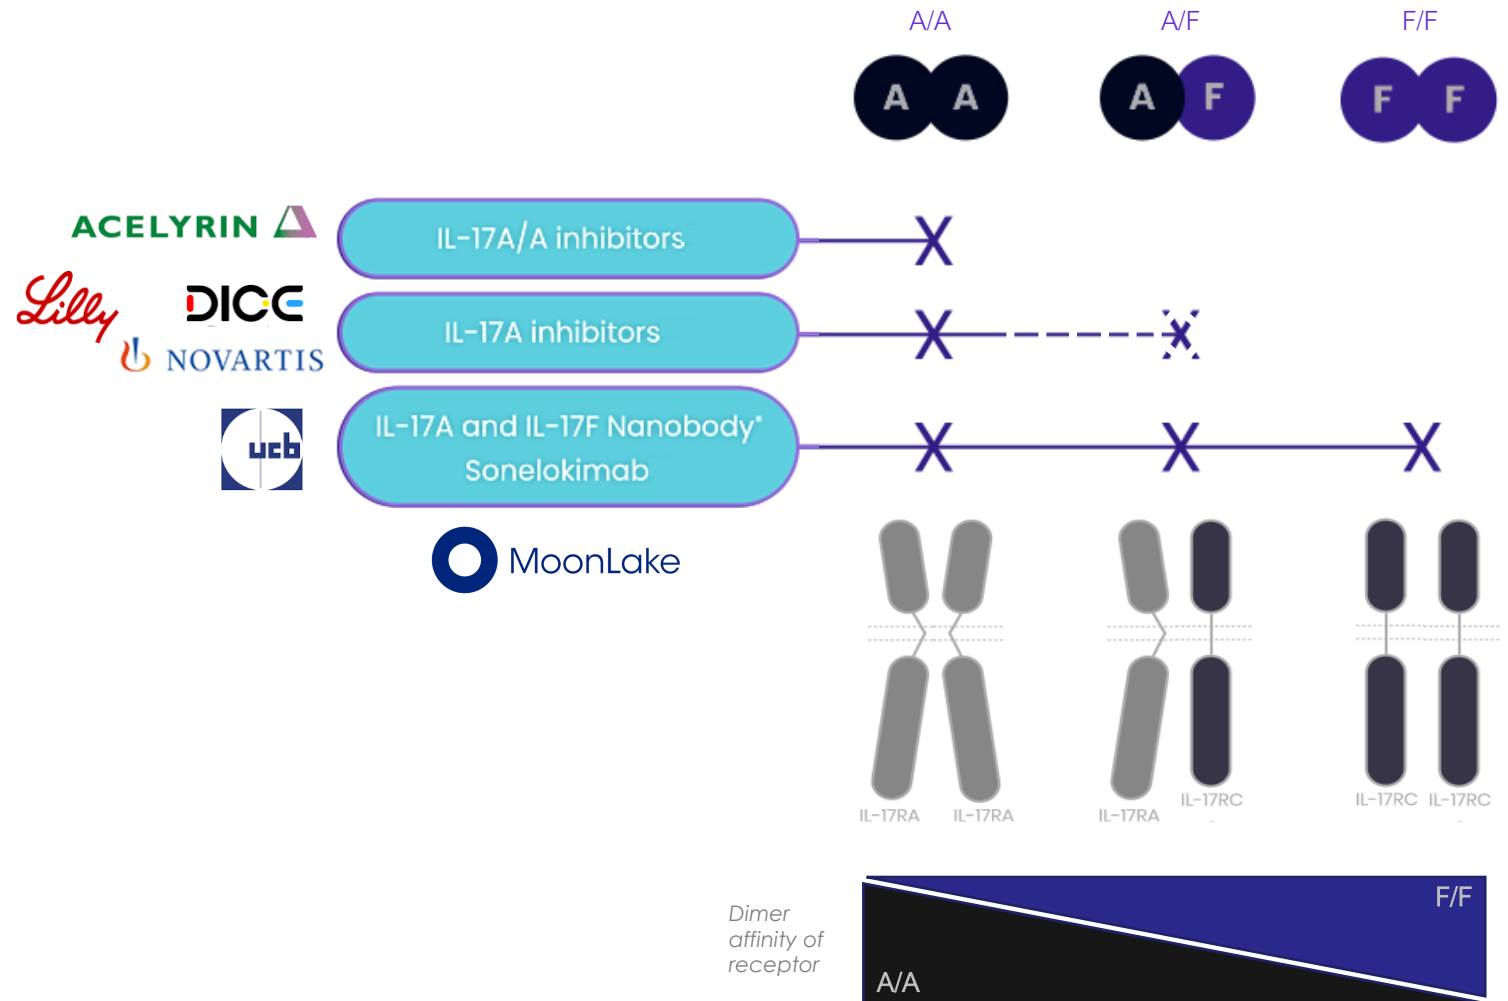 A/A
A/F
F/F
A A
A F
F F
ACELYRIN
IL-17A/A inhibitors
Lilly
DICE
NOVARTIS
IL-17A inhibitors
ucb
IL-17A and IL-17F Nanobody*
Sonelokimab
MoonLake
IL-17RA
IL-17RA
IL-17RA
IL-17RC
IL-17RC
IL-17RC
Dimer
affinity of
receptor
A/A
F/F